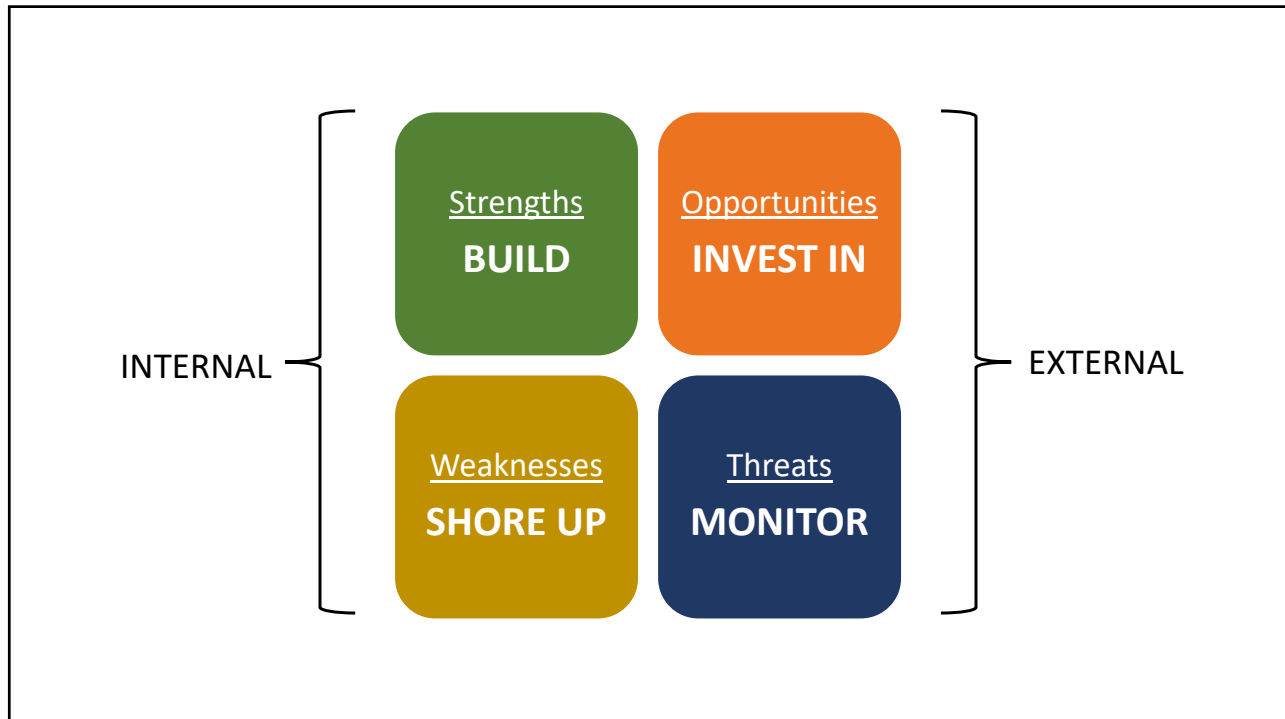 Strengths
BUILD
Opportunities
INVEST IN
INTERNAL
EXTERNAL
Weaknesses
SHORE UP
Threats
MONITOR